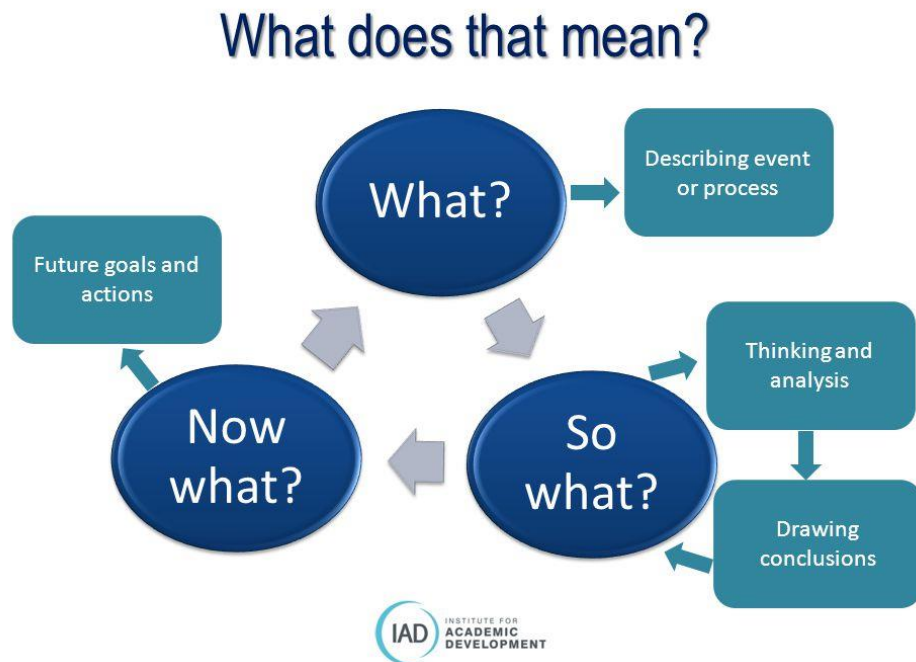 What does that mean?
What?
Describing event
or process
Future goals and
actions
Thinking and
analysis
Now
what?
So
what?
Drawing
conclusions
IAD
INSTITUTE FOR
ACADEMIC
DEVELOPMENT